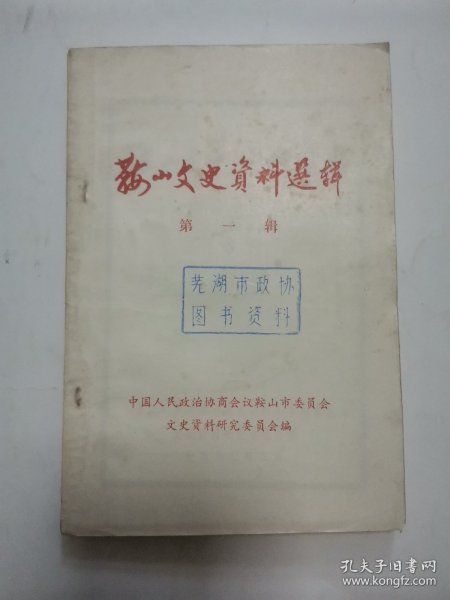 鞍山文史資料選辑
第一辑
芜湖市政协
图书资料
中国人民政治协商会议鞍山市委员会
文史资料研究委员会编
孔夫子旧书网
www.kongfz.com